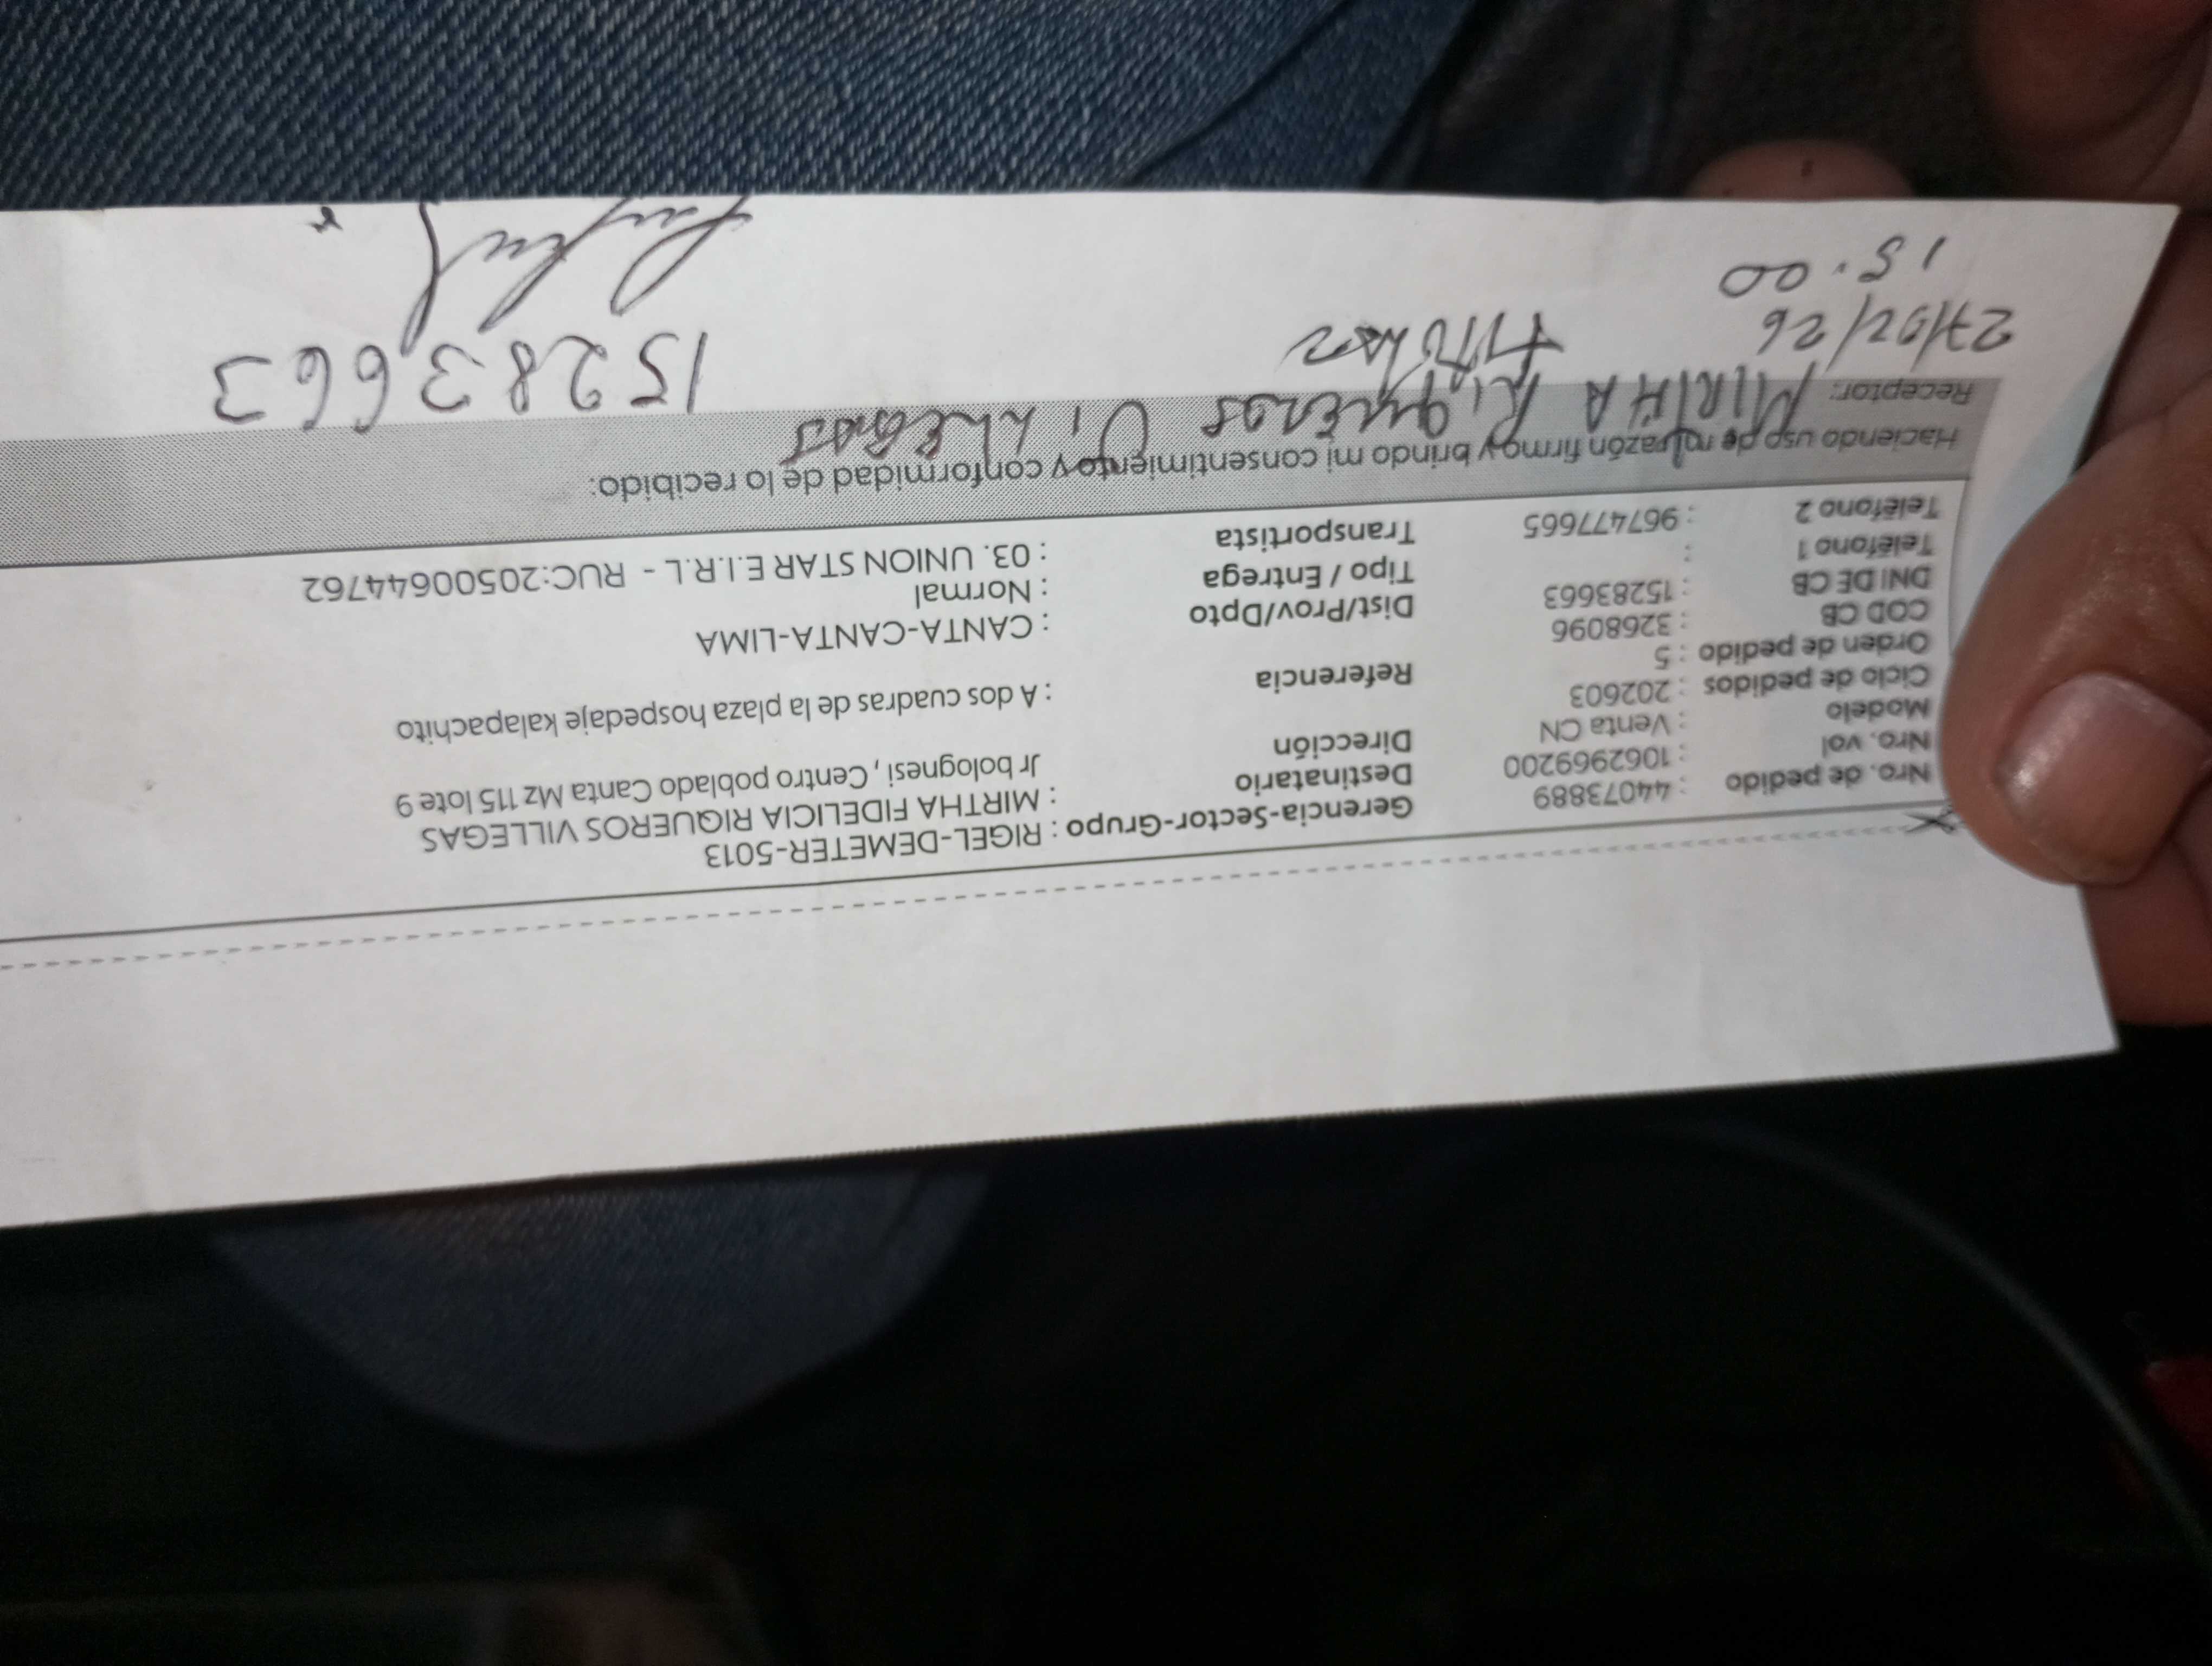 Nro. de pedido : 44073889 Gerencia-Sector-Grupo : RIGEL-DEMETER-5013
Nro. vol : 1062969200 Destinatario : MIRTHA FIDELICIA RIQUEROS VILLEGAS
Modelo : Venta CN Dirección Jr bolognesi , Centro poblado Canta Mz 115 lote 9
Ciclo de pedidos : 202603 Referencia : A dos cuadras de la plaza hospedaje kalapachito
Orden de pedido : 5
COD CB : 3268096 Dist/Prov/Dpto : CANTA-CANTA-LIMA
DNI DE CB : 15283663 Tipo / Entrega : Normal
Teléfono 1 : Transportista : 03. UNION STAR E.I.R.L - RUC:20500644762
Teléfono 2 : 967477665
Haciendo uso de mi razón firmo y brindo mi consentimiento y conformidad de lo recibido:
Receptor: MIRTHA Riqueros Villegas
27/02/26 Titular 15283663
15:00